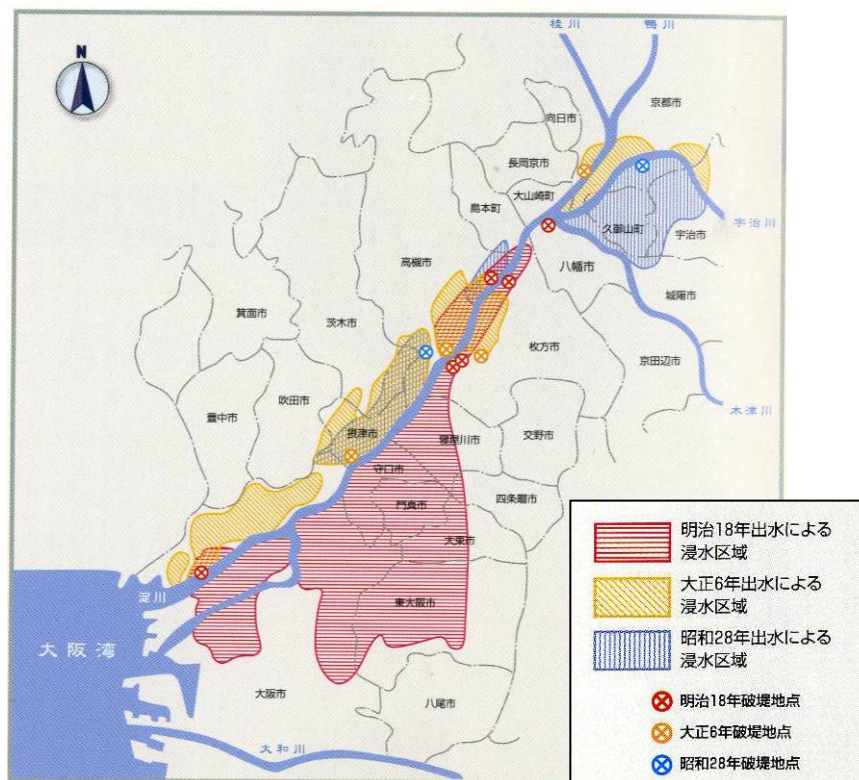 N
桂川
鴨川
京都市
向日市
長岡京市
大山崎町
島本町
宇治川
久御山町
宇治市
高槻市
八幡市
城陽市
箕面市
茨木市
枚方市
京田辺市
吹田市
豊中市
木津川
摂津市
寝屋川市
交野市
守口市
門真市
四条畷市
大東市
淀川
東大阪市
大阪湾
大阪市
八尾市
大和川
明治18年出水による
浸水区域
大正6年出水による
浸水区域
昭和28年出水による
浸水区域
明治18年破堤地点
大正6年破堤地点
昭和28年破堤地点